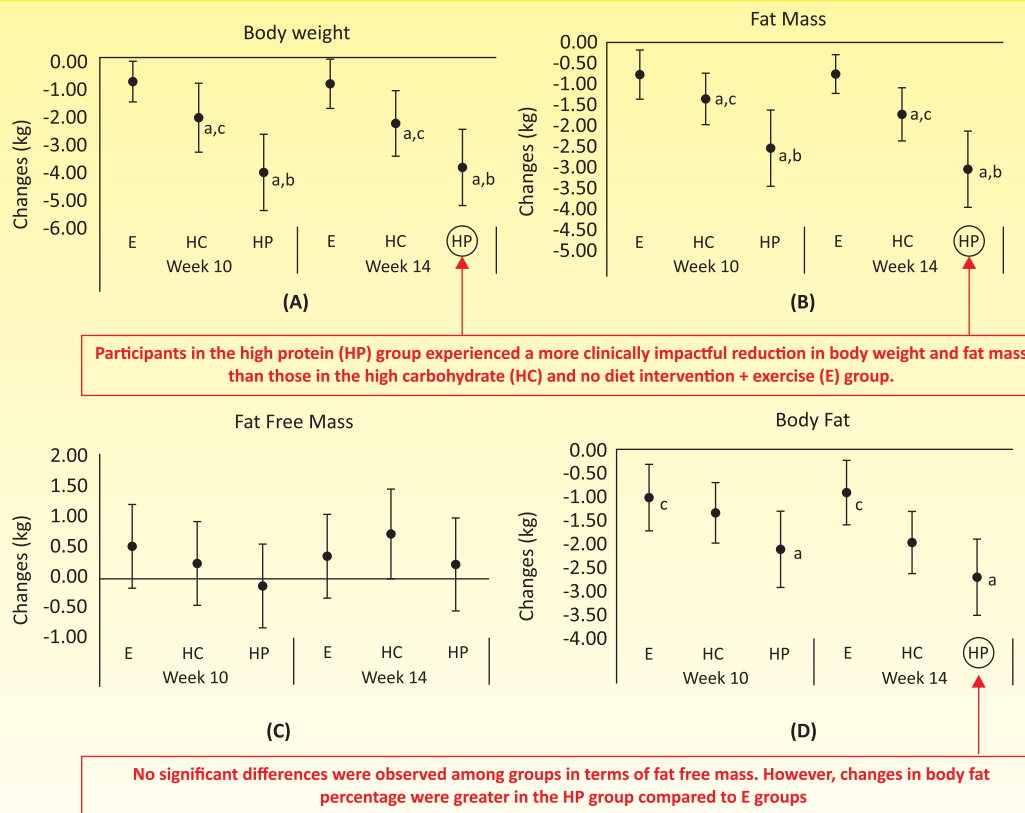 Body weight
Changes (kg)
0.00
-1.00
-2.00
-3.00
-4.00
-5.00
-6.00
a,c
a,b
a,c
a,b
E HC HP E HC HP
Week 10 Week 14
(A)
Fat Mass
Changes (kg)
0.00
-0.50
-1.00
-1.50
-2.00
-2.50
-3.00
-3.50
-4.00
-4.50
-5.00
a,c
a,b
a,c
a,b
E HC HP E HC HP
Week 10 Week 14
(B)
Participants in the high protein (HP) group experienced a more clinically impactful reduction in body weight and fat mass
than those in the high carbohydrate (HC) and no diet intervention + exercise (E) group.
Fat Free Mass
Changes (kg)
2.00
1.50
1.00
0.50
0.00
-0.50
-1.00
E HC HP E HC HP
Week 10 Week 14
(C)
Body Fat
Changes (kg)
0.00
-0.50
-1.00
-1.50
-2.00
-2.50
-3.00
-3.50
-4.00
c
a
c
a
E HC HP E HC HP
Week 10 Week 14
(D)
No significant differences were observed among groups in terms of fat free mass. However, changes in body fat
percentage were greater in the HP group compared to E groups